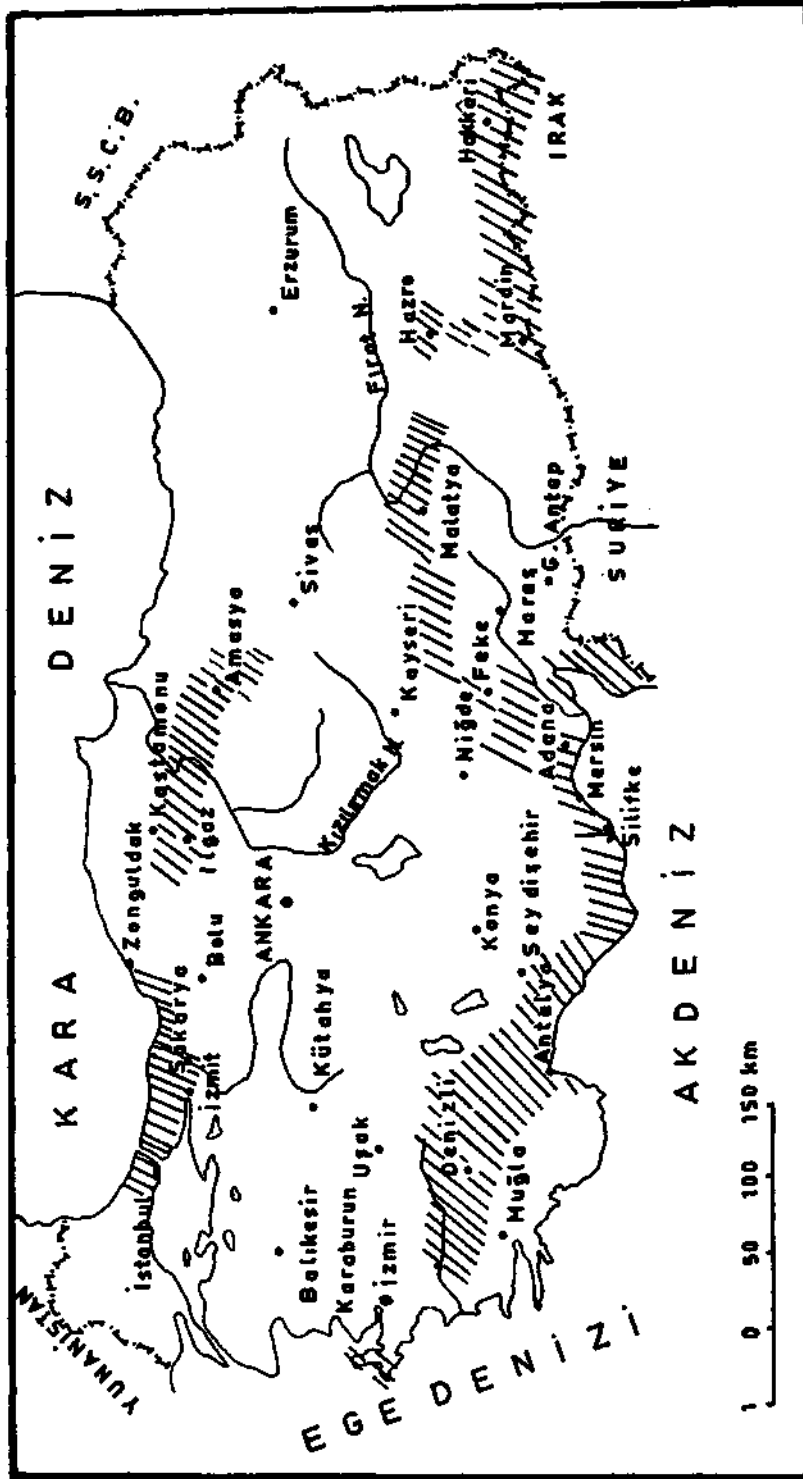 KARA DENİZ
S.S.C.B.
YUNANİSTAN
İstanbul
İzmit
Sakarya
Zonguldak
Bolu
Kastamonu
Ilgaz
Amasya
ANKARA
Sivas
Erzurum
Balıkesir
Kütahya
Kızılırmak N.
Fırat N.
Karaburun
Uşak
İzmir
Kayseri
Malatya
Hazro
Hakkari
Denizli
Konya
Niğde
Feke
Maraş
Mardin
Muğla
Seydişehir
Antalya
Adana
G. Antep
Mersin
Silifke
IRAK
SURİYE
EGE DENİZİ
AKDENİZ
1 0 50 100 150 km